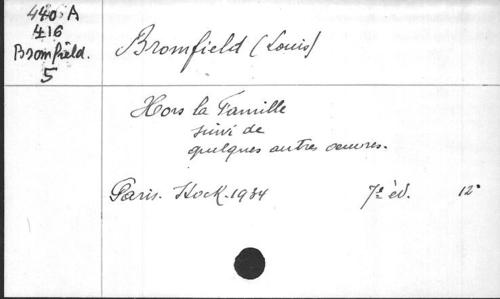 440 A
416
Bromfield.
5
Bromfield (Louis)
Hors la Famille
suivi de
quelques autres oeuvres.
Paris. Stock. 1934 7e éd. 12°